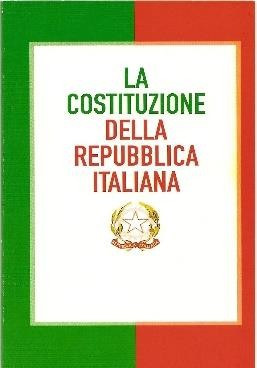 LA
COSTITUZIONE
DELLA
REPUBBLICA
ITALIANA